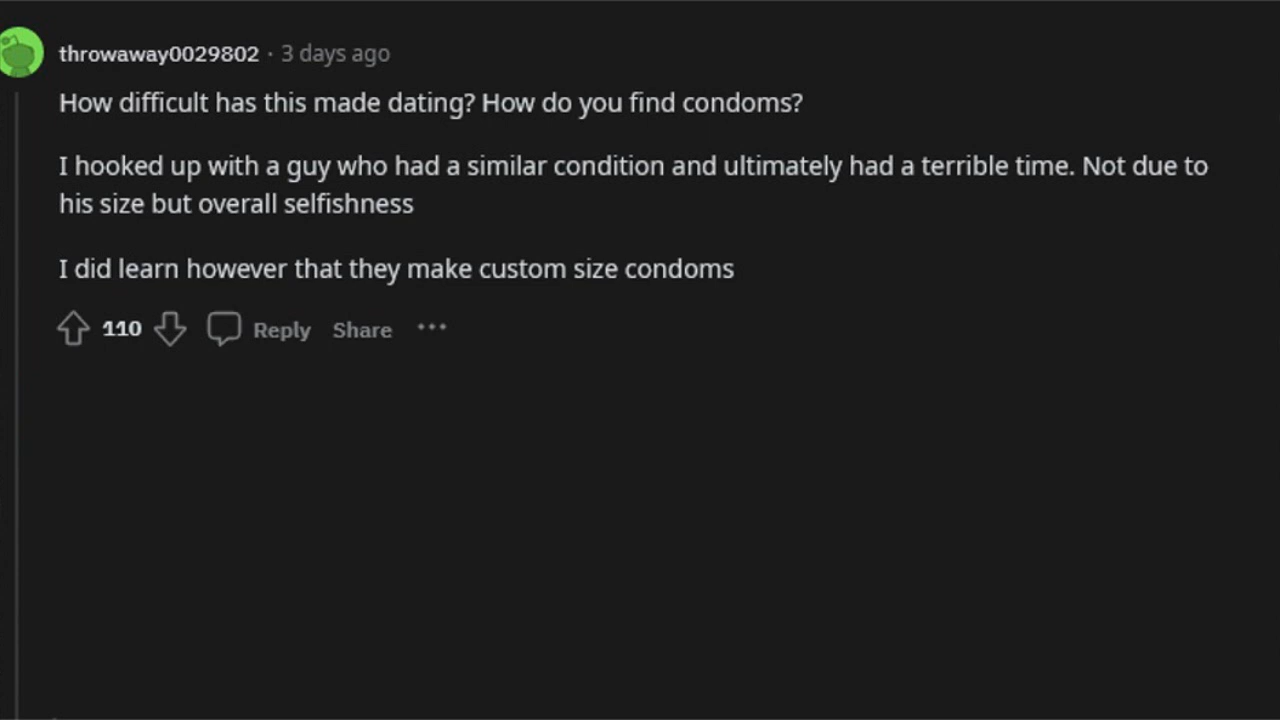 throwaway0029802 · 3 days ago
How difficult has this made dating? How do you find condoms?
I hooked up with a guy who had a similar condition and ultimately had a terrible time. Not due to
his size but overall selfishness
I did learn however that they make custom size condoms
110 Reply Share ···